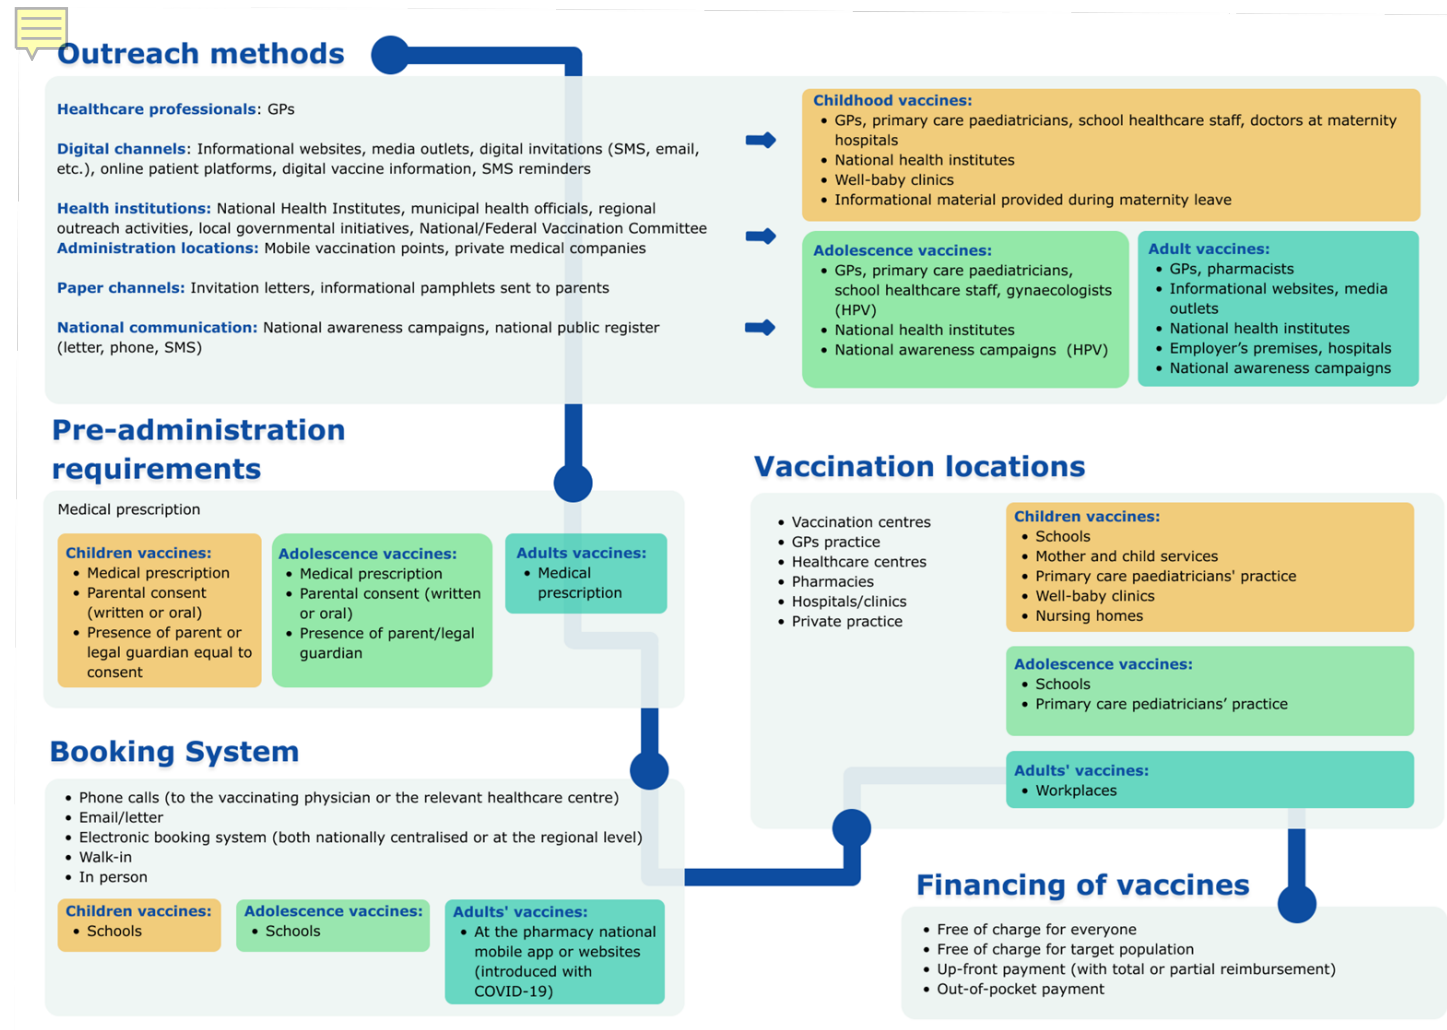 Outreach methods
Healthcare professionals: GPs
Digital channels: Informational websites, media outlets, digital invitations (SMS, email,
etc.), online patient platforms, digital vaccine information, SMS reminders
Health institutions: National Health Institutes, municipal health officials, regional
outreach activities, local governmental initiatives, National/Federal Vaccination Committee
Administration locations: Mobile vaccination points, private medical companies
Paper channels: Invitation letters, informational pamphlets sent to parents
National communication: National awareness campaigns, national public register
(letter, phone, SMS)
Childhood vaccines:
• GPs, primary care paediatricians, school healthcare staff, doctors at maternity
hospitals
• National health institutes
• Well-baby clinics
• Informational material provided during maternity leave
Adolescence vaccines:
• GPs, primary care paediatricians,
school healthcare staff, gynaecologists
(HPV)
• National health institutes
• National awareness campaigns (HPV)
Adult vaccines:
• GPs, pharmacists
• Informational websites, media
outlets
• National health institutes
• Employer’s premises, hospitals
• National awareness campaigns
Pre-administration
requirements
Medical prescription
Children vaccines:
• Medical prescription
• Parental consent
(written or oral)
• Presence of parent or
legal guardian equal to
consent
Adolescence vaccines:
• Medical prescription
• Parental consent (written
or oral)
• Presence of parent/legal
guardian
Adults vaccines:
• Medical
prescription
Booking System
• Phone calls (to the vaccinating physician or the relevant healthcare centre)
• Email/letter
• Electronic booking system (both nationally centralised or at the regional level)
• Walk-in
• In person
Children vaccines:
• Schools
Adolescence vaccines:
• Schools
Adults' vaccines:
• At the pharmacy national
mobile app or websites
(introduced with
COVID-19)
Vaccination locations
• Vaccination centres
• GPs practice
• Healthcare centres
• Pharmacies
• Hospitals/clinics
• Private practice
Children vaccines:
• Schools
• Mother and child services
• Primary care paediatricians' practice
• Well-baby clinics
• Nursing homes
Adolescence vaccines:
• Schools
• Primary care pediatricians’ practice
Adults' vaccines:
• Workplaces
Financing of vaccines
• Free of charge for everyone
• Free of charge for target population
• Up-front payment (with total or partial reimbursement)
• Out-of-pocket payment